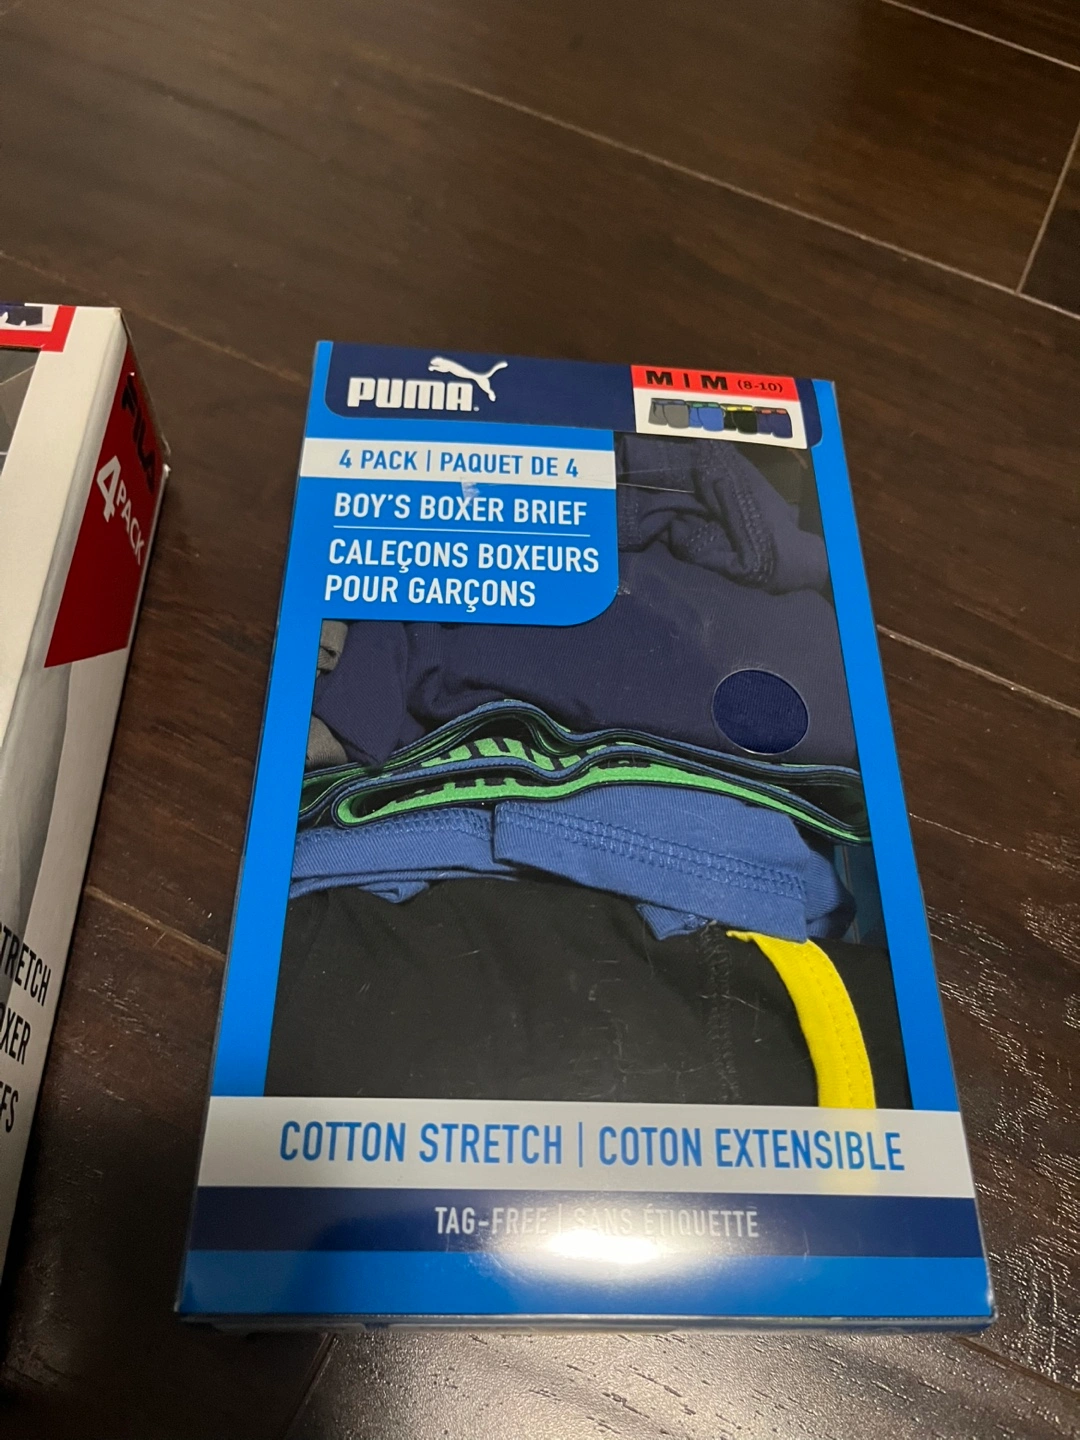 PUMA
M | M (8-10)
4 PACK | PAQUET DE 4
BOY'S BOXER BRIEF
CALEÇONS BOXEURS
POUR GARÇONS
COTTON STRETCH | COTON EXTENSIBLE
TAG-FREE | SANS ÉTIQUETTE
FILA
4 PACK
STRETCH